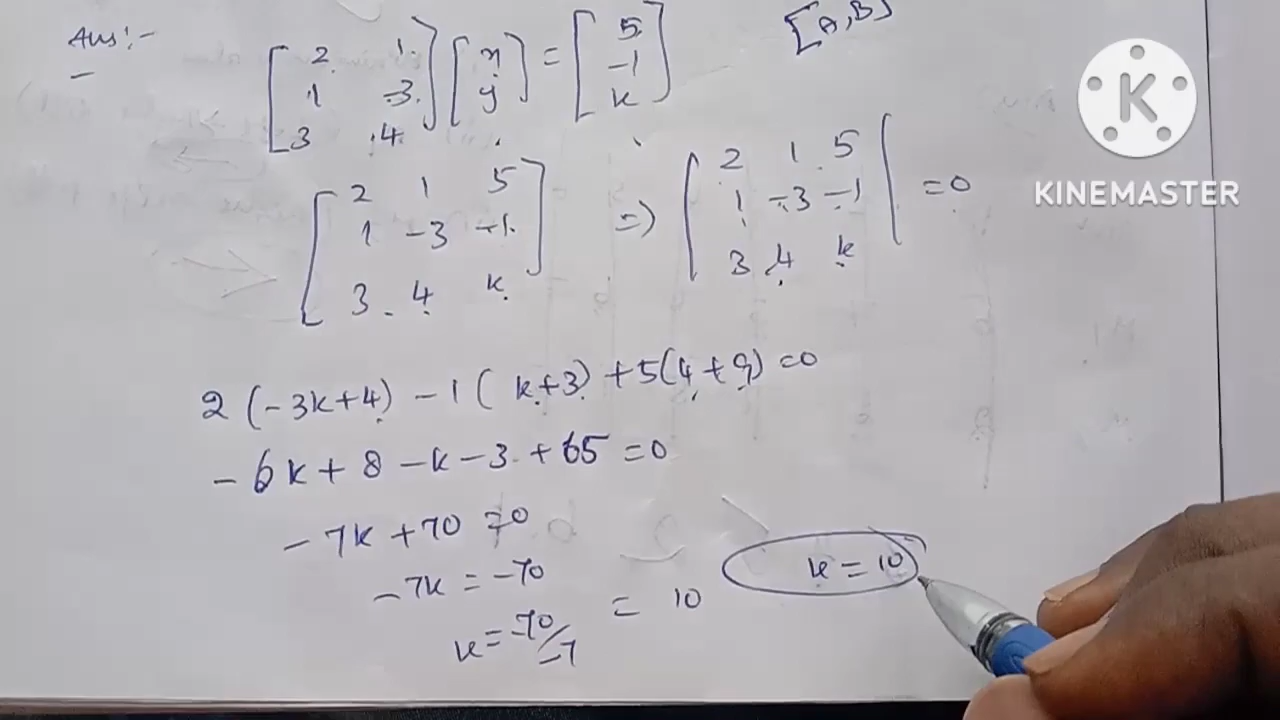 Ans:-
[2 1; 1 -3; 3 4] [x; y] = [5; -1; k] [A, B]
[2 1 5; 1 -3 -1; 3 4 k] => |2 1 5; 1 -3 -1; 3 4 k| = 0
2 (-3k+4) - 1 (k+3) + 5(4+9) = 0
-6k + 8 - k - 3 + 65 = 0
-7k + 70 = 0
-7k = -70
k = -70/-7 = 10
k = 10
K
KINEMASTER